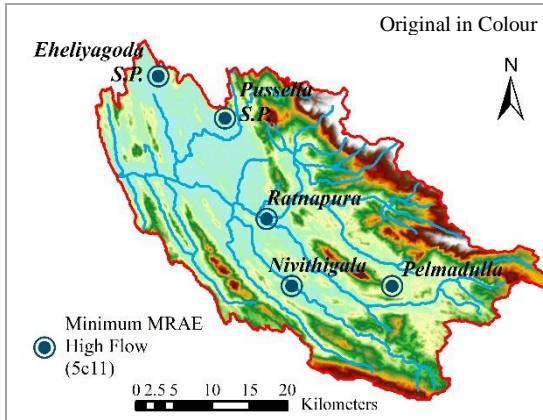 Original in Colour
Eheliyagoda
S.P.
Pussella
S.P.
N
Ratnapura
Nivithigala
Pelmadulla
Minimum MRAE
High Flow
(5c11)
0 2.5 5 10 15 20
Kilometers